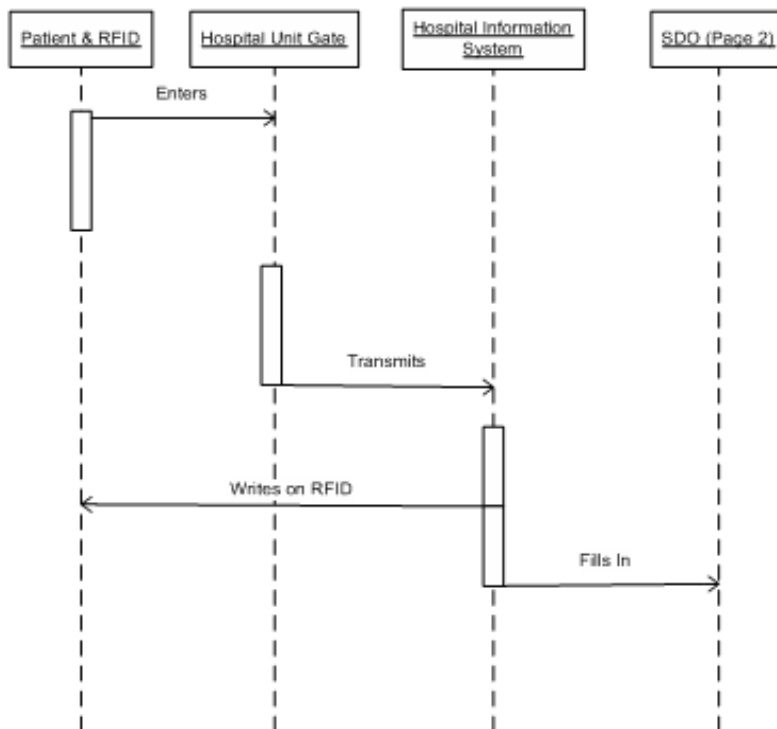 Patient & RFID
Hospital Unit Gate
Hospital Information
System
SDO (Page 2)
Enters
Transmits
Writes on RFID
Fills In